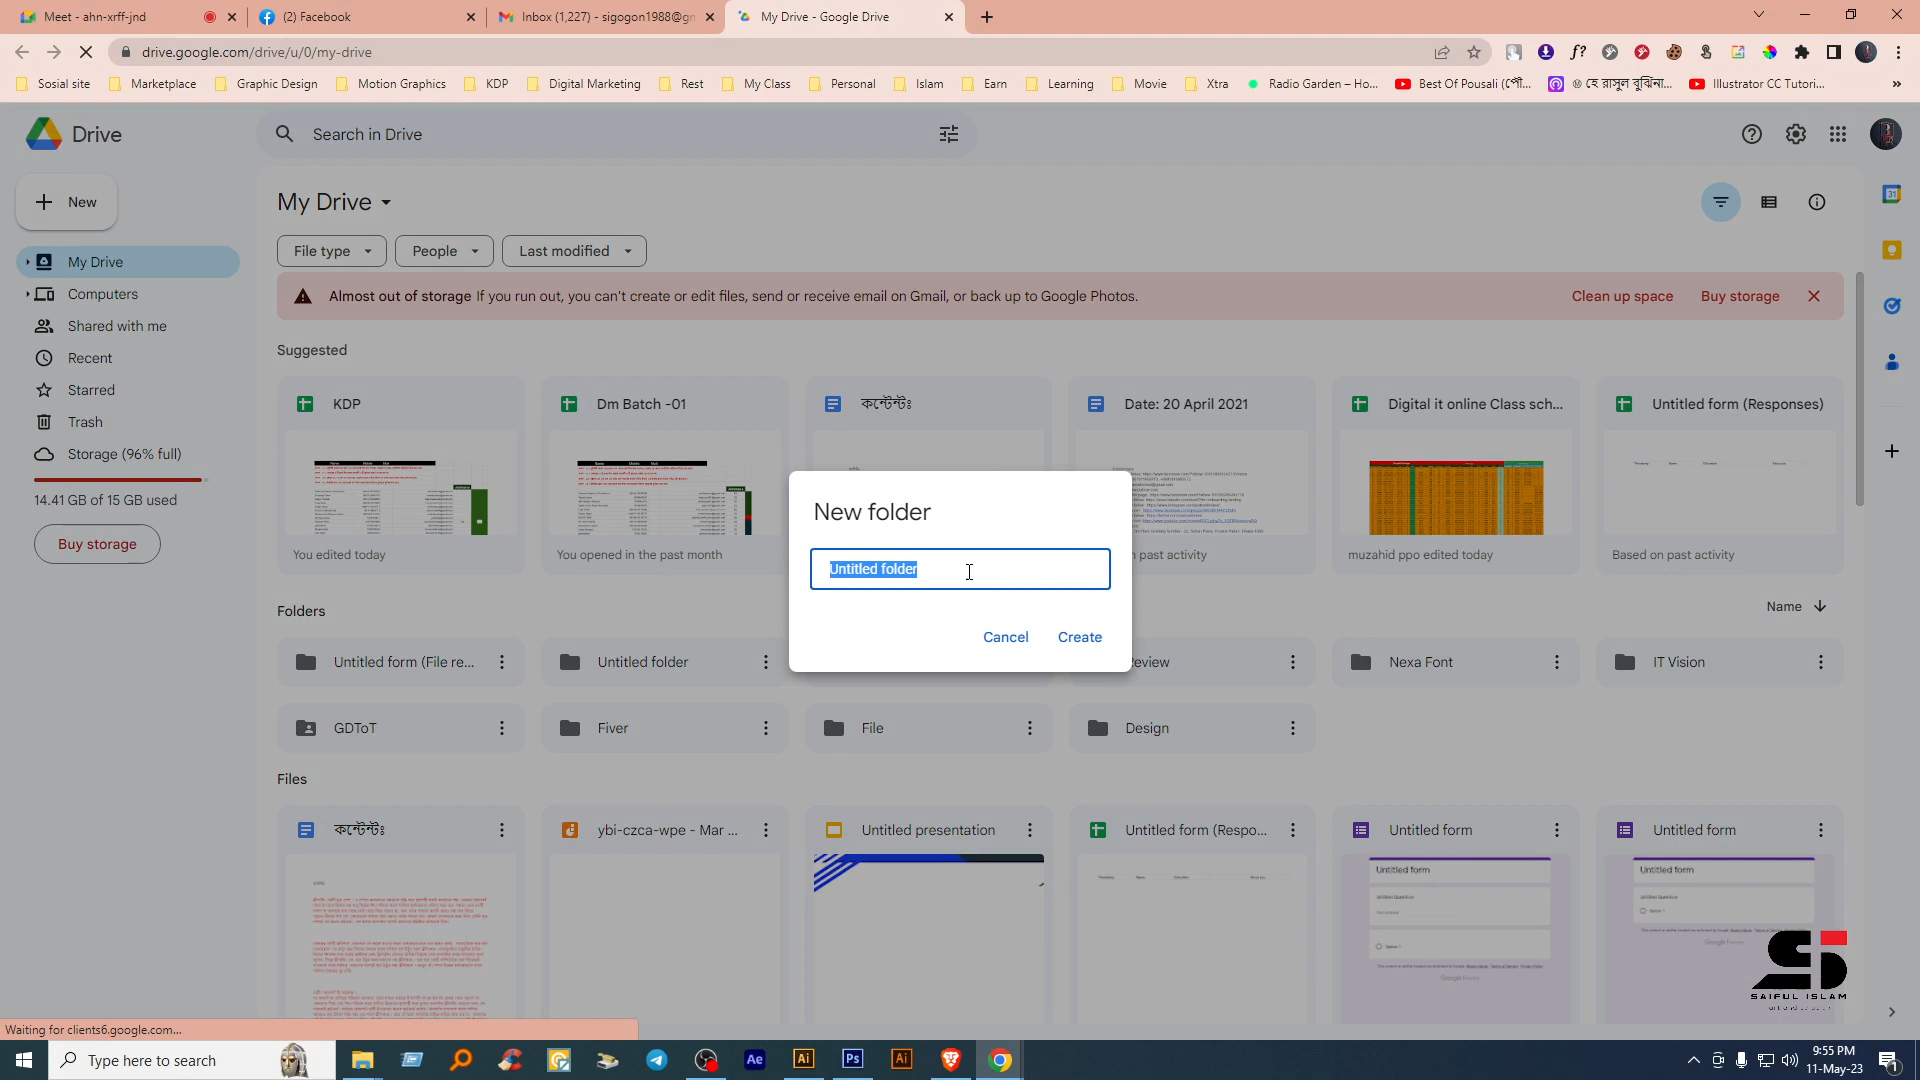 Meet - ahn-xrff-jnd
(2) Facebook
Inbox (1,227) - sigogon1988@gm
My Drive - Google Drive
drive.google.com/drive/u/0/my-drive
Sosial site
Marketplace
Graphic Design
Motion Graphics
KDP
Digital Marketing
Rest
My Class
Personal
Islam
Earn
Learning
Movie
Xtra
Radio Garden – Ho...
Best Of Pousali (পৌ...
হে রাসুল বুঝিনা...
Illustrator CC Tutori...
Drive
Search in Drive
New
My Drive
Computers
Shared with me
Recent
Starred
Trash
Storage (96% full)
14.41 GB of 15 GB used
Buy storage
My Drive
File type
People
Last modified
Almost out of storage If you run out, you can't create or edit files, send or receive email on Gmail, or back up to Google Photos.
Clean up space
Buy storage
Suggested
KDP
Dm Batch -01
কন্টেন্টঃ
Date: 20 April 2021
Digital it online Class sch...
Untitled form (Responses)
You edited today
You opened in the past month
past activity
muzahid ppo edited today
Based on past activity
New folder
Untitled folder
Cancel
Create
Folders
Name
Untitled form (File re...
Untitled folder
eview
Nexa Font
IT Vision
GDToT
Fiver
File
Design
Files
কন্টেন্টঃ
ybi-czca-wpe - Mar ...
Untitled presentation
Untitled form (Respo...
Untitled form
Untitled form
Untitled form
Untitled form
Google Forms
SAIFUL ISLAM
Waiting for clients6.google.com...
Type here to search
9:55 PM
11-May-23